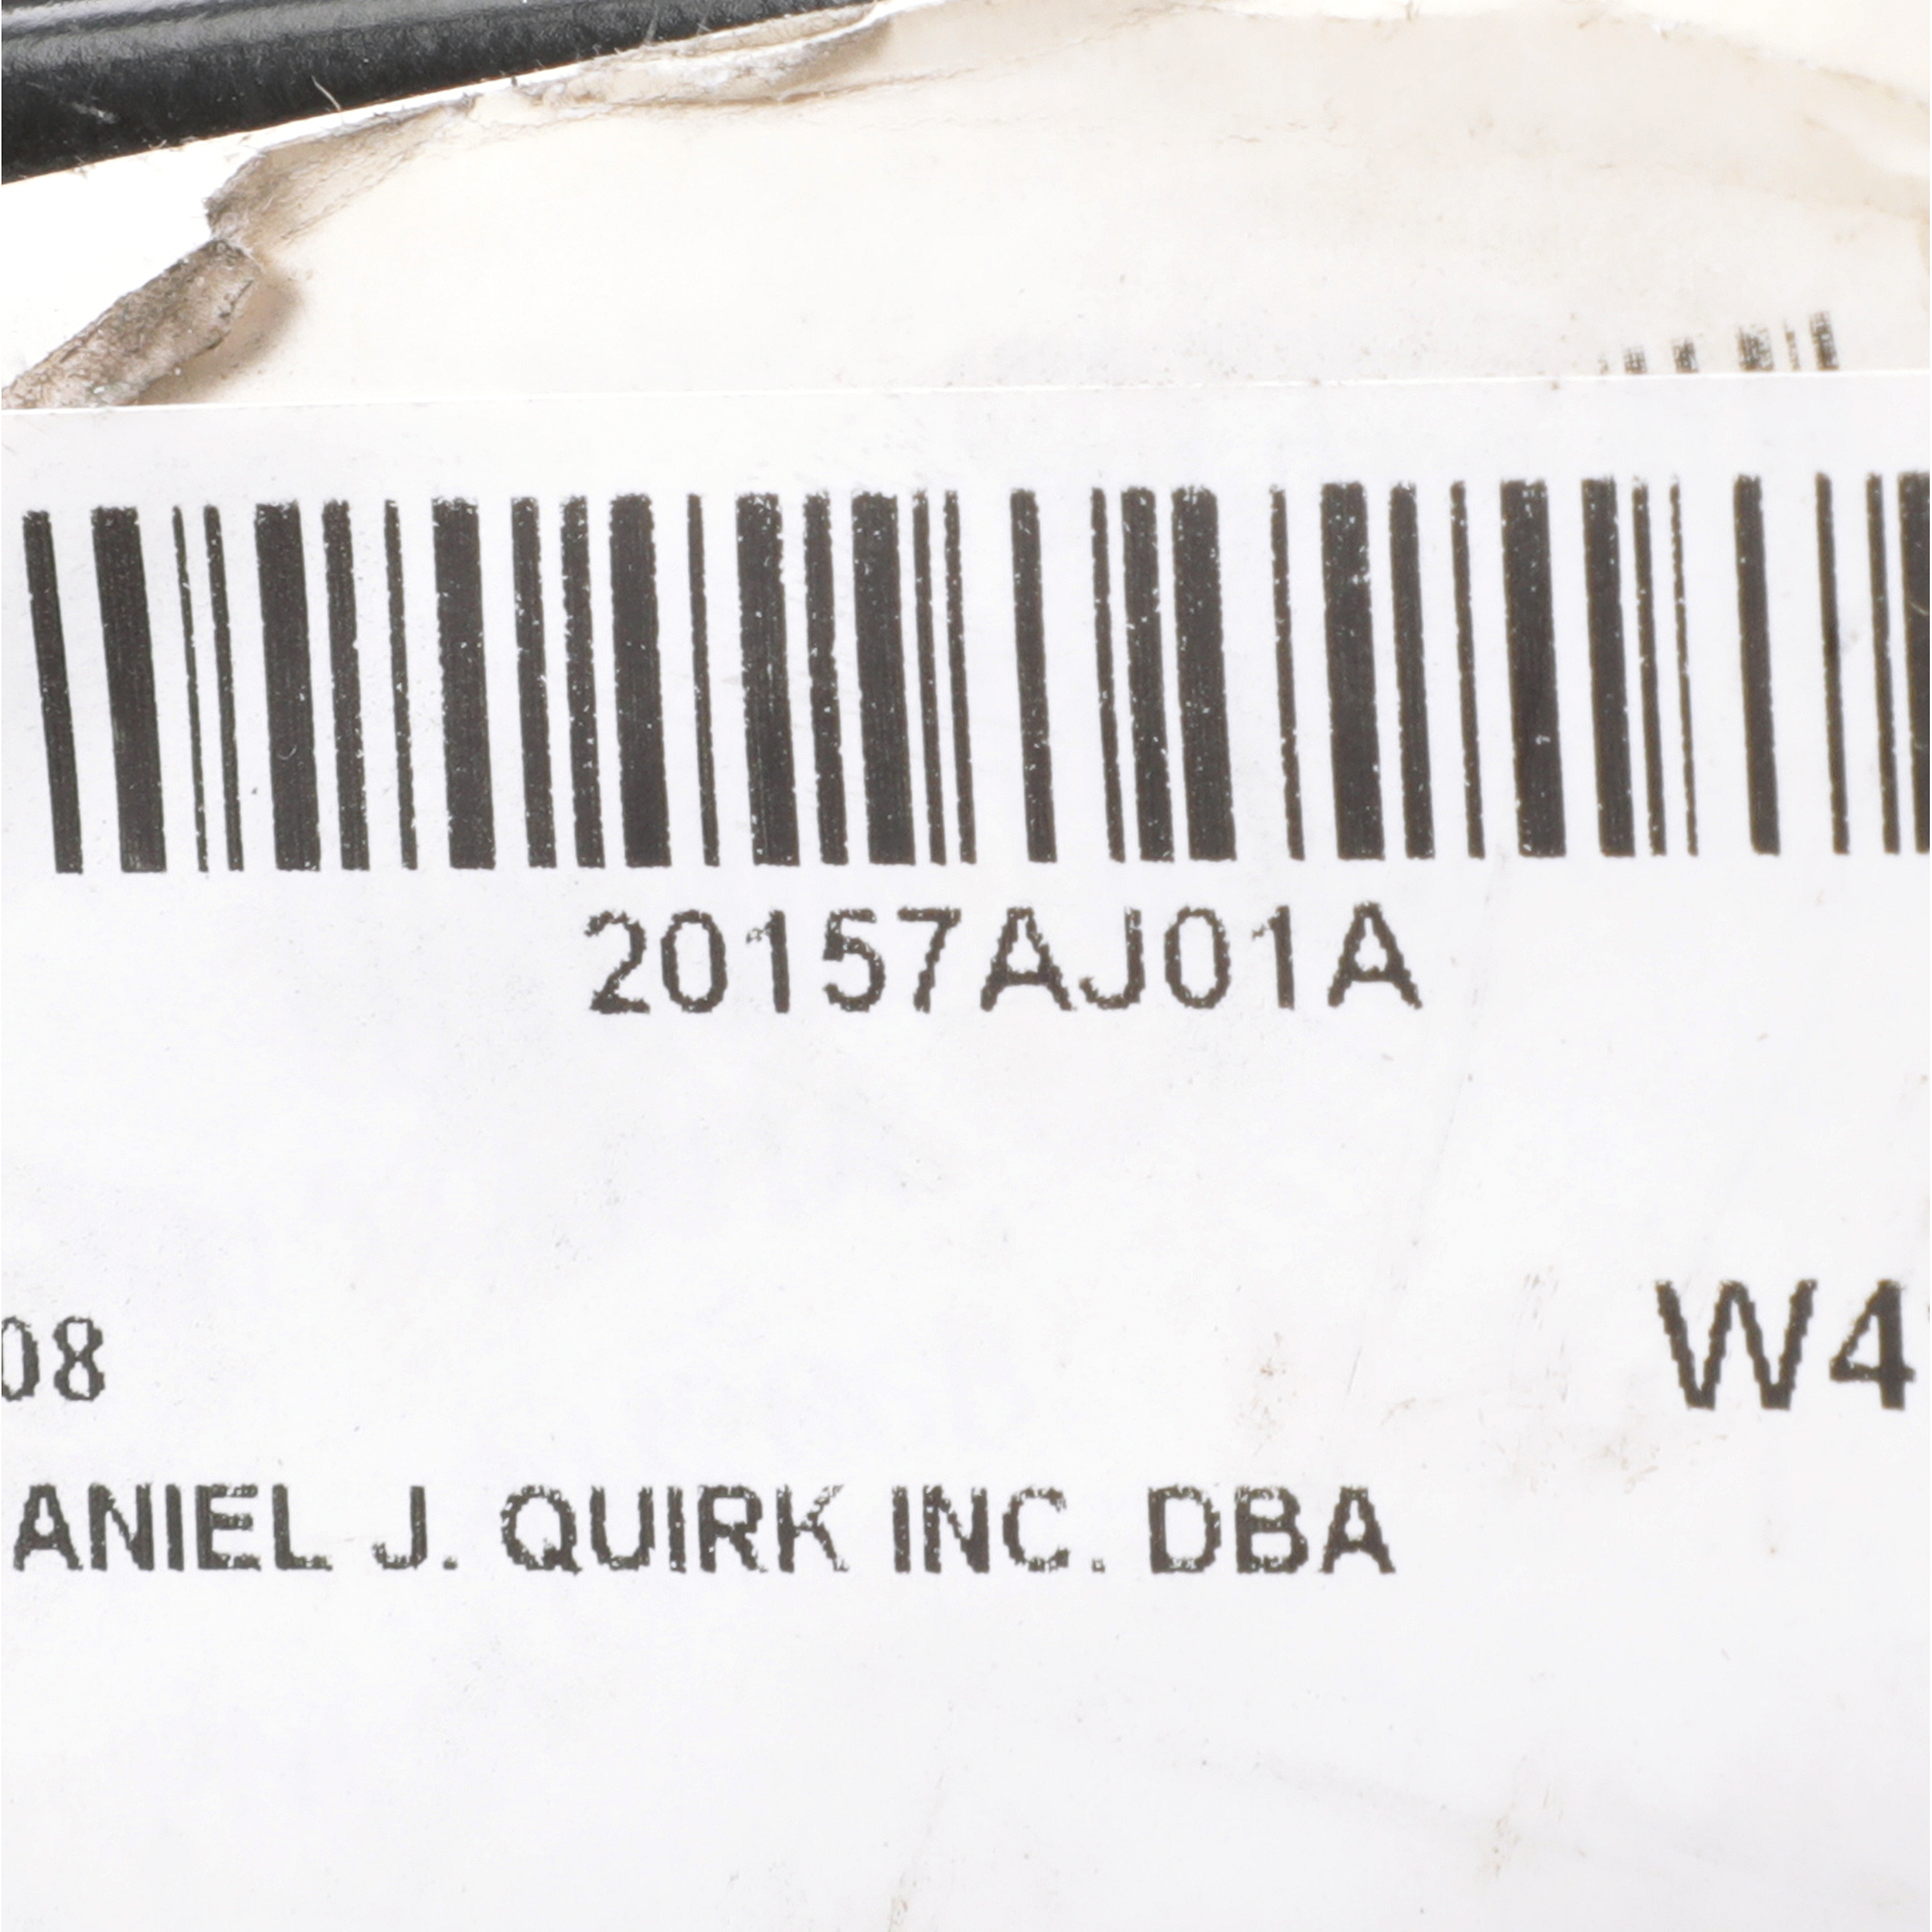 20157AJ01A
08
W4
ANIEL J. QUIRK INC. DBA